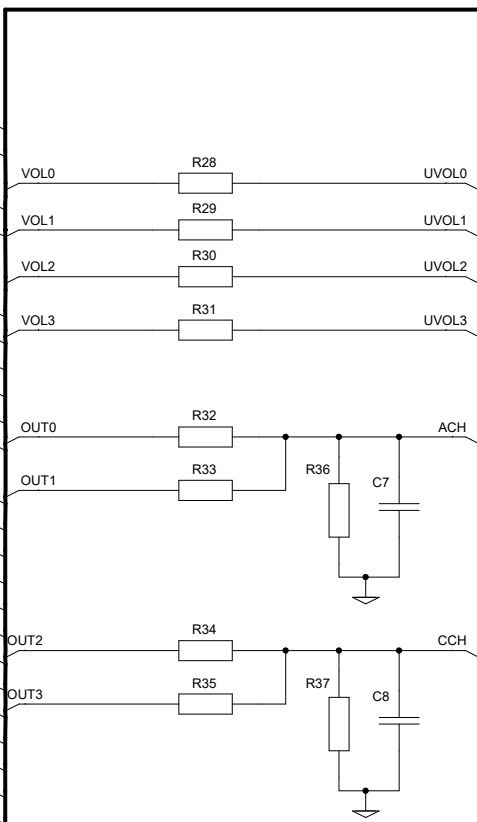 R28
VOL0 UVOL0
R29
VOL1 UVOL1
R30
VOL2 UVOL2
R31
VOL3 UVOL3
R32
OUT0 ACH
R33
R36
C7
OUT1
R34
OUT2 CCH
R35
R37
C8
OUT3